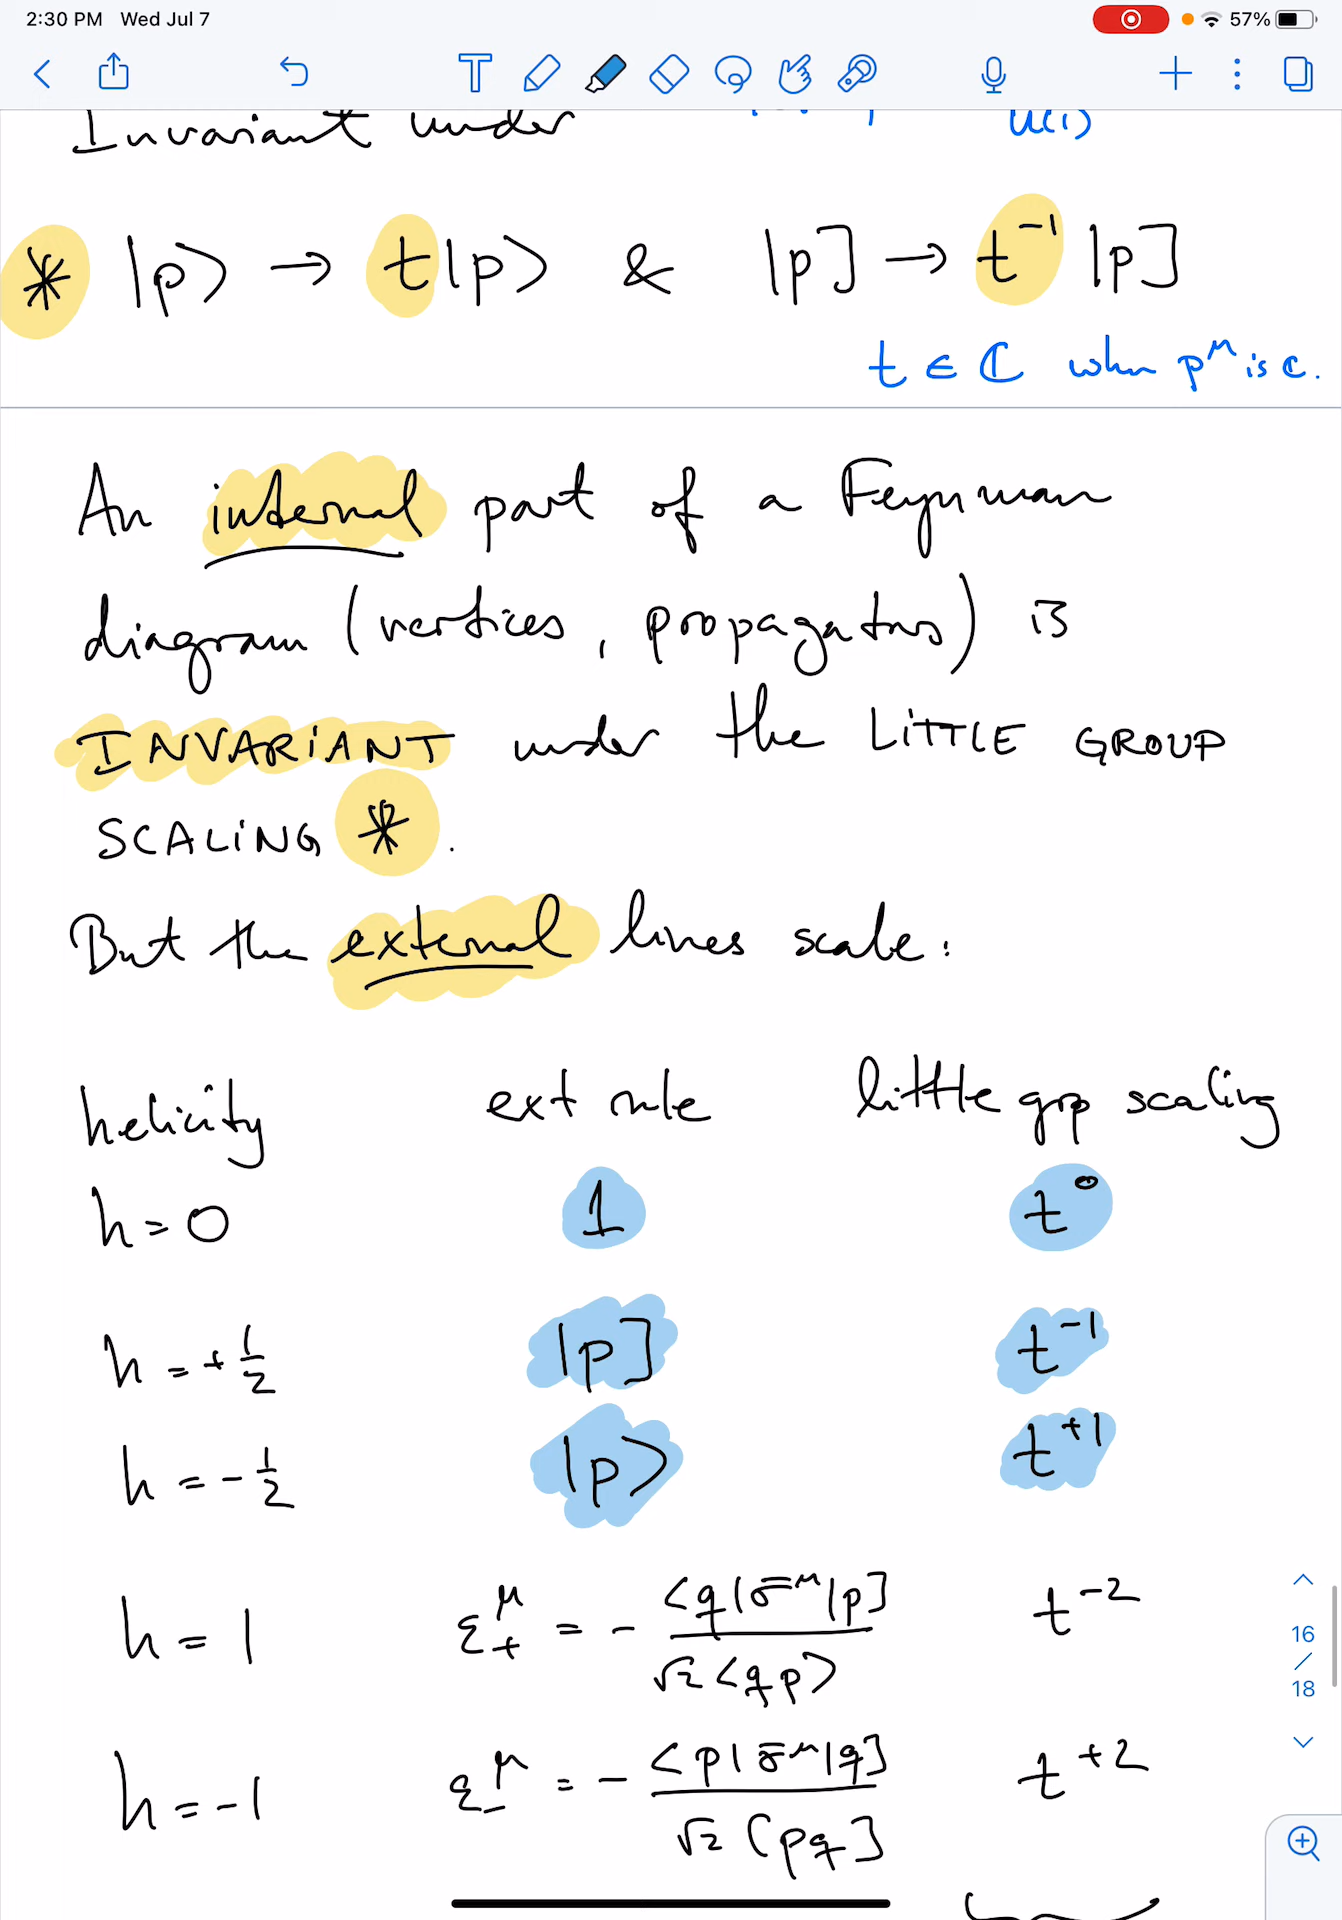 2:30 PM Wed Jul 7 57%
T
Invariant under U(1)
* |p⟩ → t|p⟩ & |p] → t⁻¹ |p]
t ∈ ℂ when p^μ is ℂ.
An internal part of a Feynman
diagram (vertices, propagators) is
INVARIANT under the LITTLE GROUP
SCALING * .
But the external lines scale:
helicity ext rule little grp scaling
h = 0 1 t⁰
h = +1/2 |p] t⁻¹
h = -1/2 |p⟩ t⁺¹
h = 1 ε₊^μ = - <q|σ̄^μ|p] / √2<qp> t⁻²
h = -1 ε₋^μ = - <p|σ̄^μ|q] / √2[pq] t⁺²
16
/
18